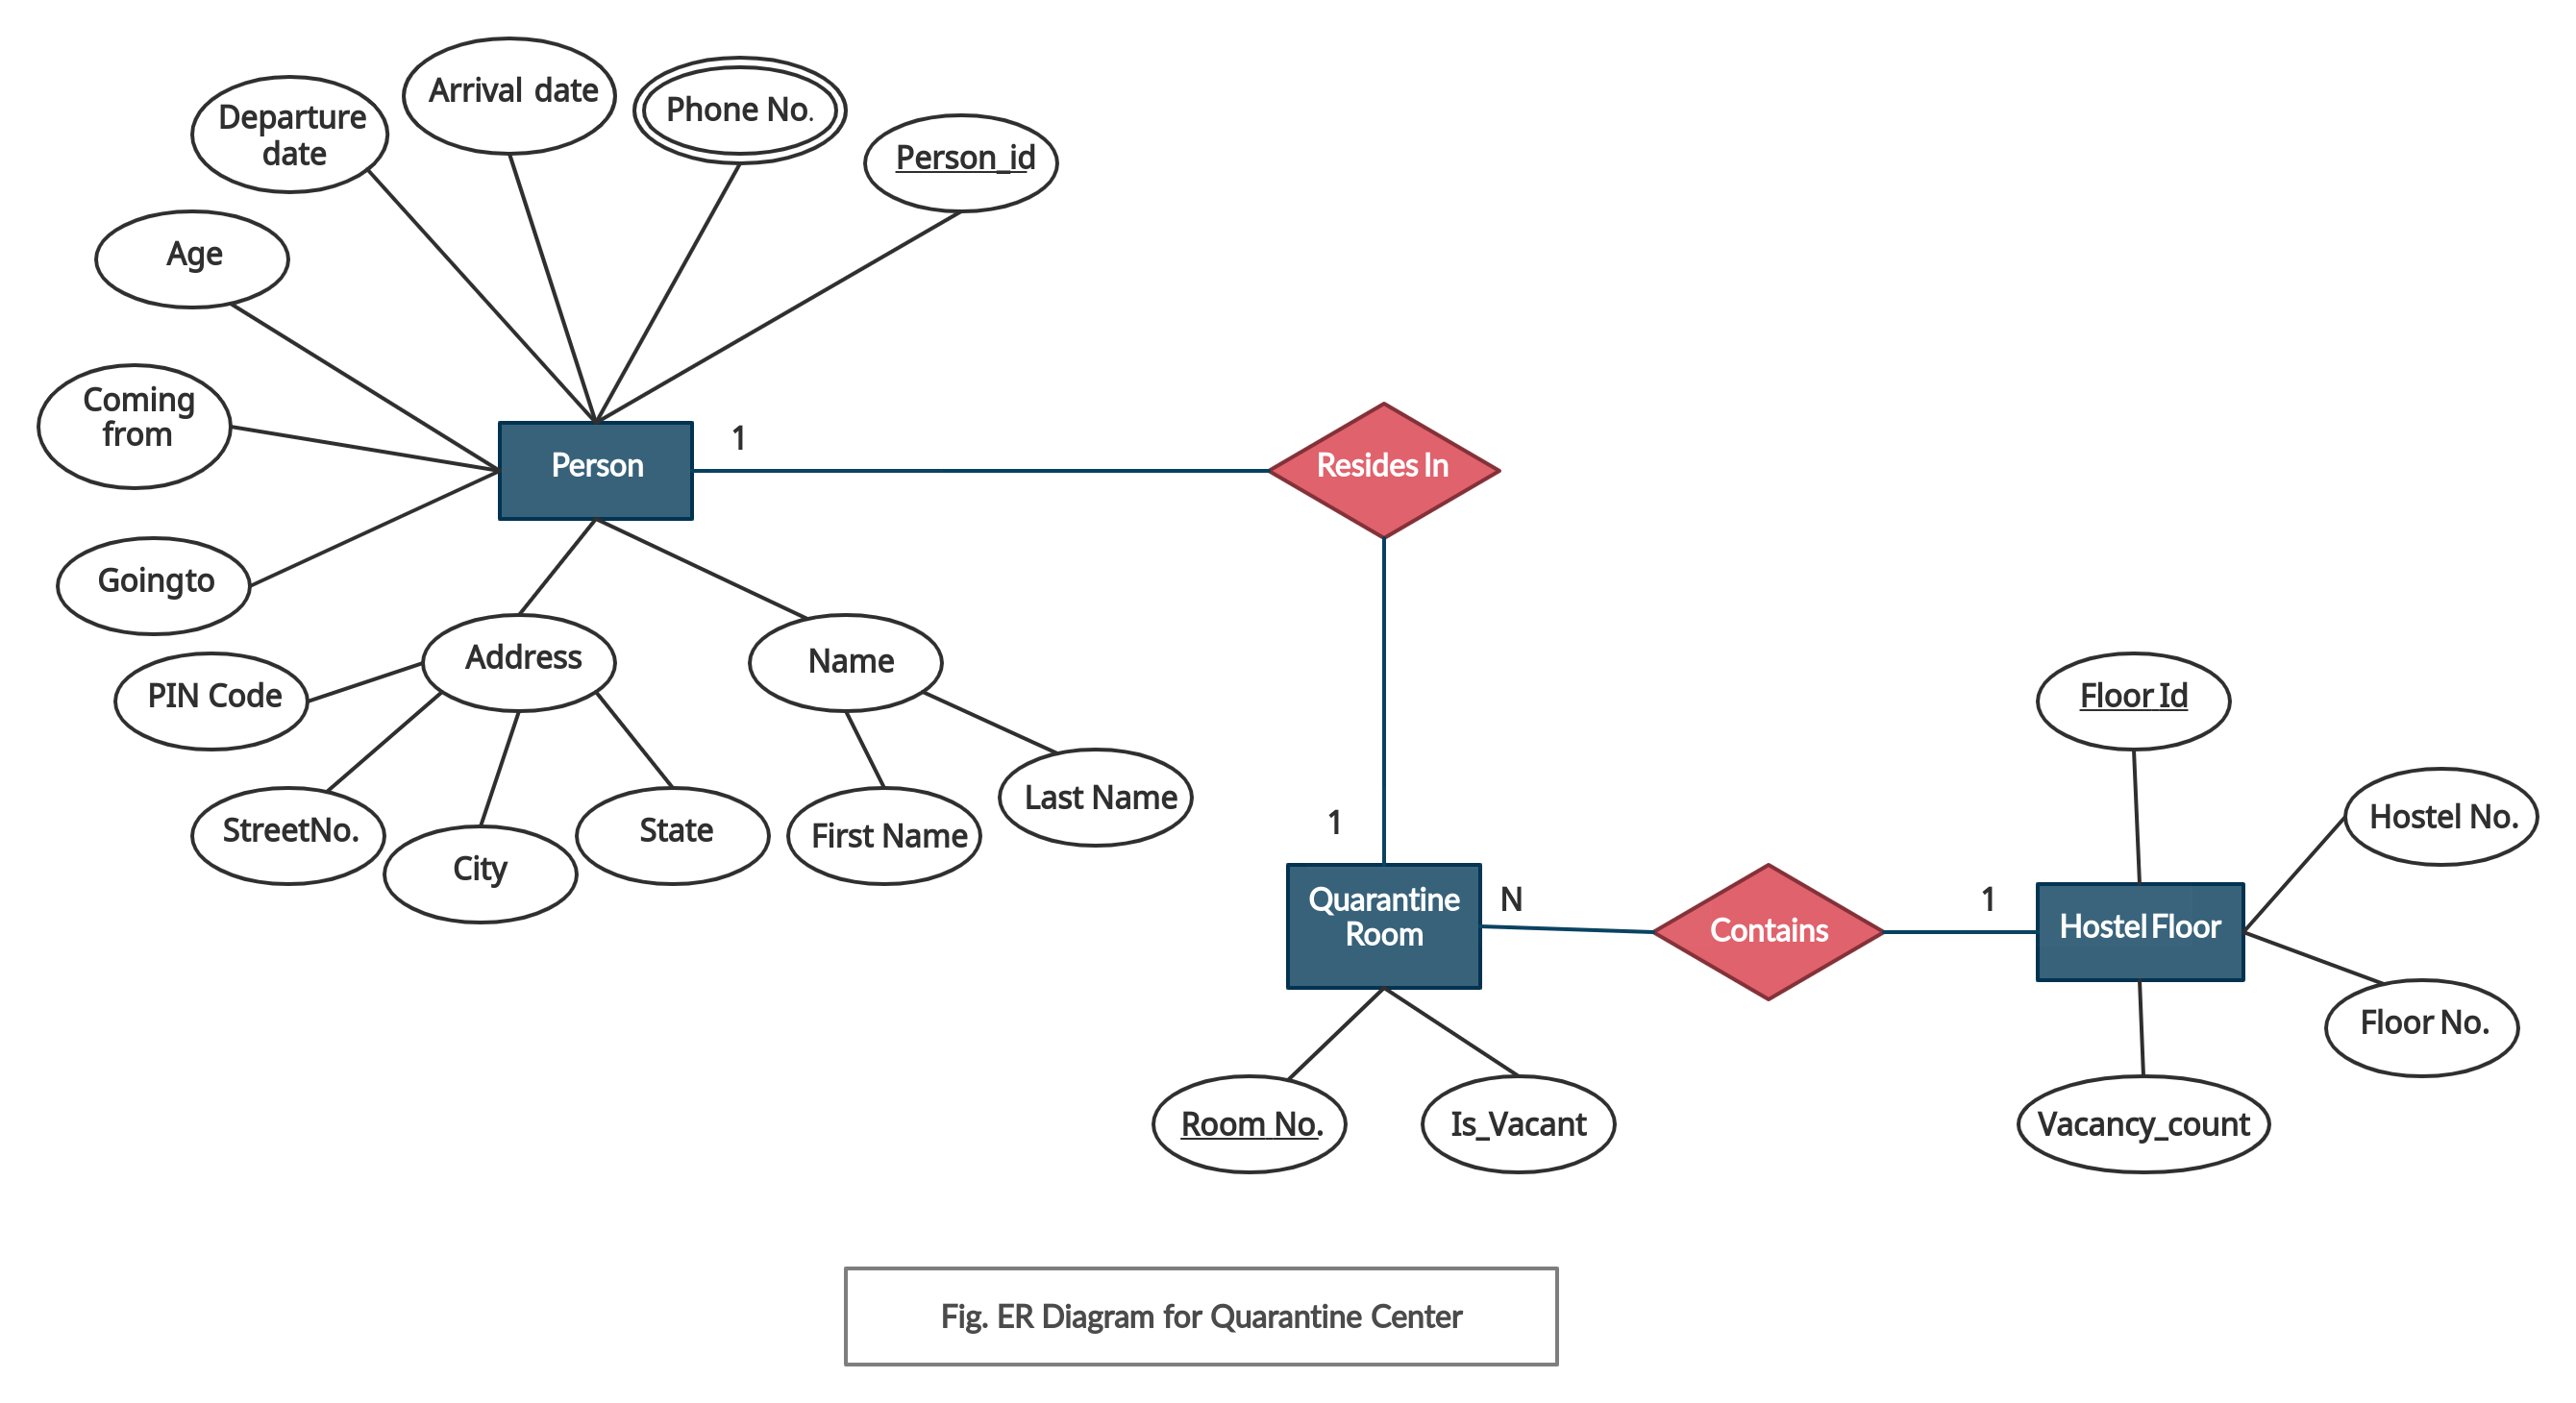 Arrival date
Phone No.
Departure
date
Person_id
Age
Coming
from
1
Person
Resides In
Goingto
Address
Name
PIN Code
Floor Id
Last Name
Hostel No.
StreetNo.
State
First Name
1
City
Quarantine
Room
N
Contains
1
Hostel Floor
Floor No.
Room No.
Is_Vacant
Vacancy_count
Fig. ER Diagram for Quarantine Center